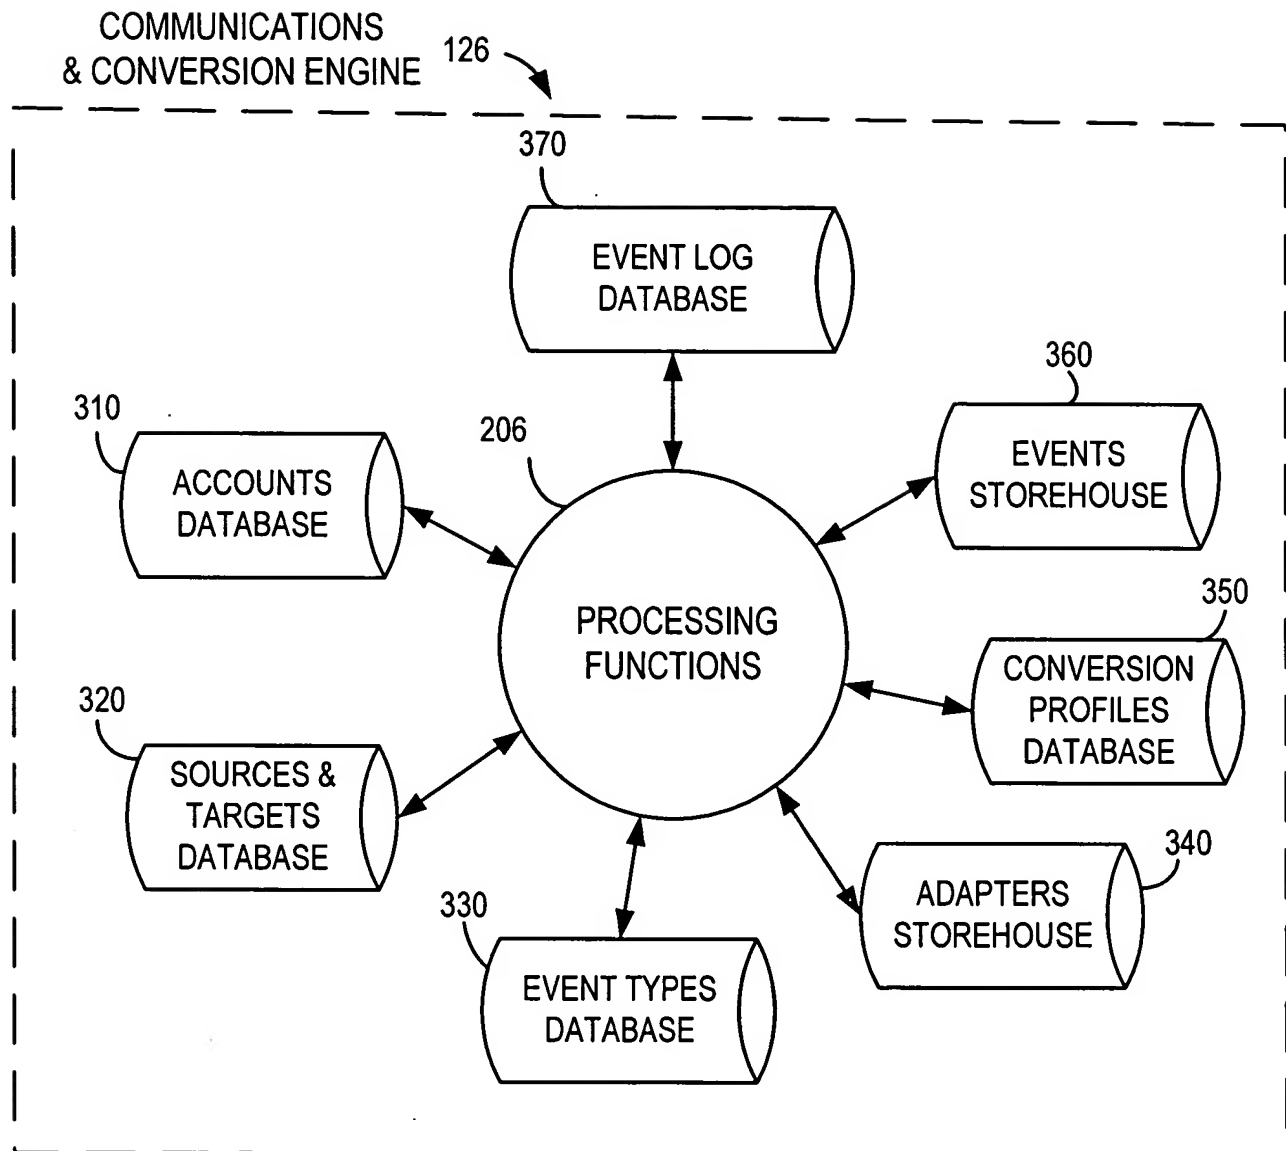 COMMUNICATIONS
& CONVERSION ENGINE
126
370
EVENT LOG
DATABASE
360
EVENTS
STOREHOUSE
310
ACCOUNTS
DATABASE
206
PROCESSING
FUNCTIONS
350
CONVERSION
PROFILES
DATABASE
320
SOURCES &
TARGETS
DATABASE
340
ADAPTERS
STOREHOUSE
330
EVENT TYPES
DATABASE